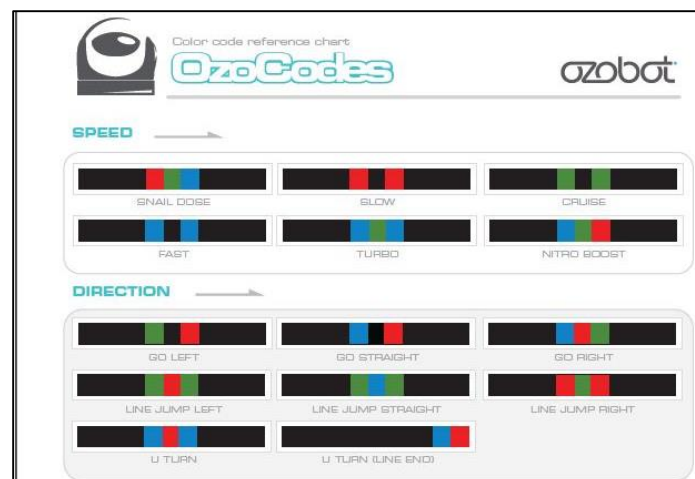 Color code reference chart
OzoCodes
ozobot
SPEED
SNAIL DOSE
SLOW
CRUISE
FAST
TURBO
NITRO BOOST
DIRECTION
GO LEFT
GO STRAIGHT
GO RIGHT
LINE JUMP LEFT
LINE JUMP STRAIGHT
LINE JUMP RIGHT
U TURN
U TURN (LINE END)